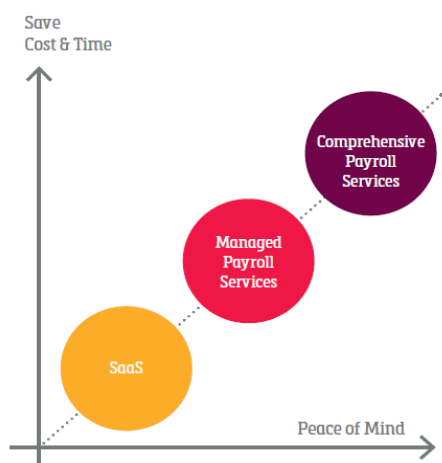 Save
Cost & Time
Comprehensive
Payroll
Services
Managed
Payroll
Services
SaaS
Peace of Mind